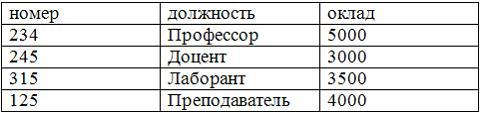 номер должность оклад
234 Профессор 5000
245 Доцент 3000
315 Лаборант 3500
125 Преподаватель 4000